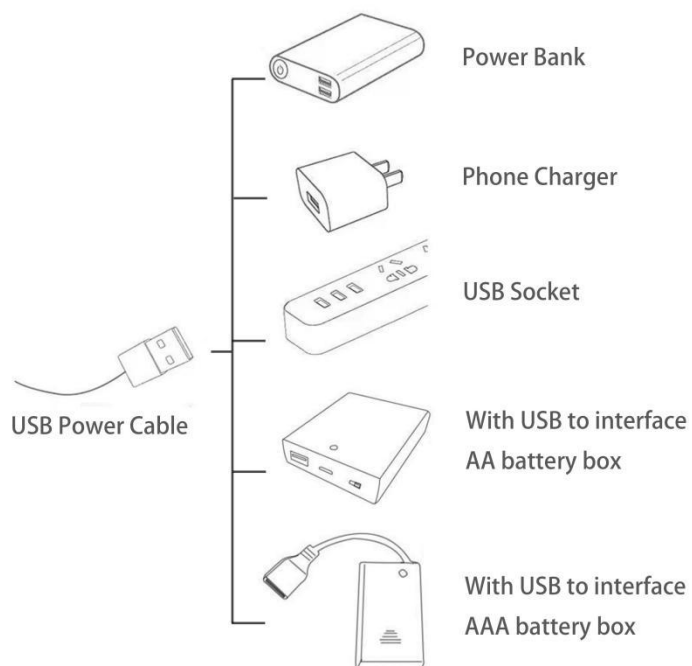 Power Bank
Phone Charger
USB Socket
USB Power Cable
With USB to interface
AA battery box
With USB to interface
AAA battery box